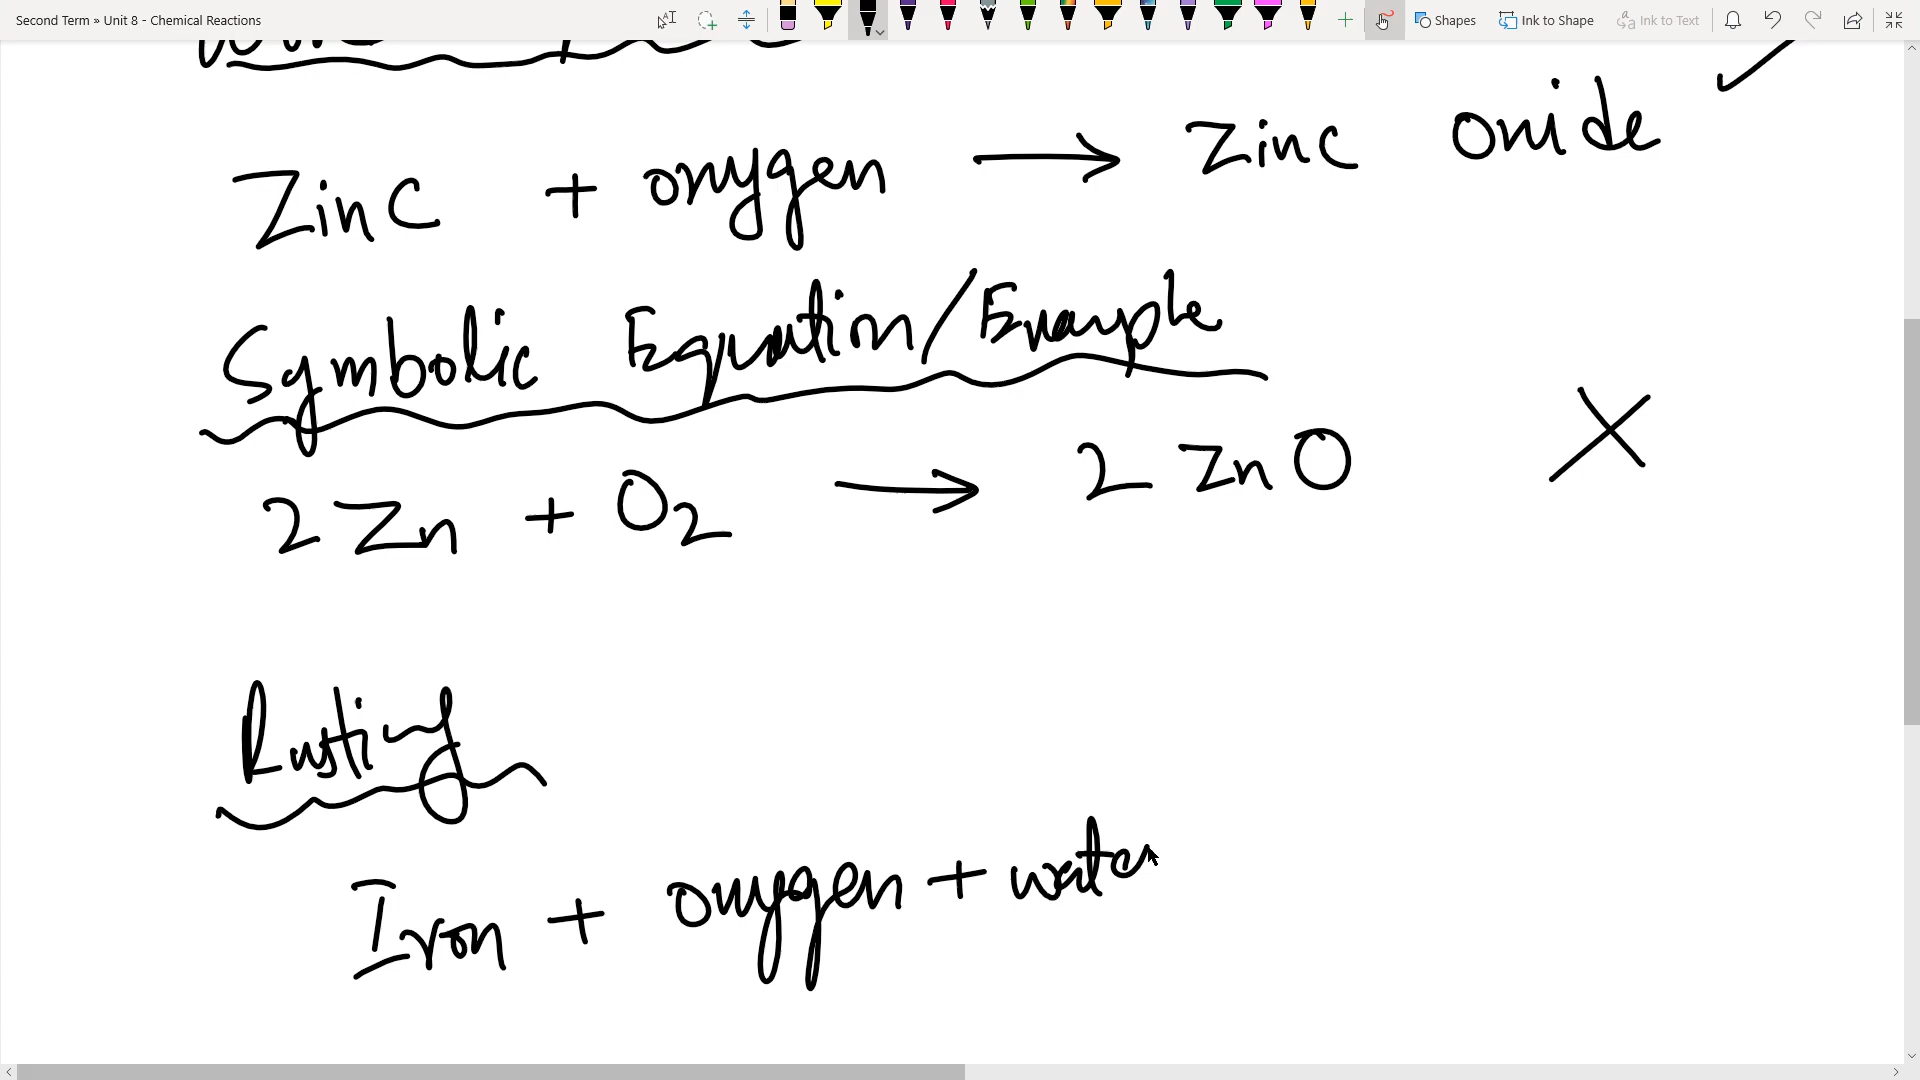 Second Term » Unit 8 - Chemical Reactions
Shapes Ink to Shape Ink to Text
Zinc + oxygen → Zinc oxide
Symbolic Equation/Example
2 Zn + O2 → 2 Zn O
Rusting
Iron + oxygen + water